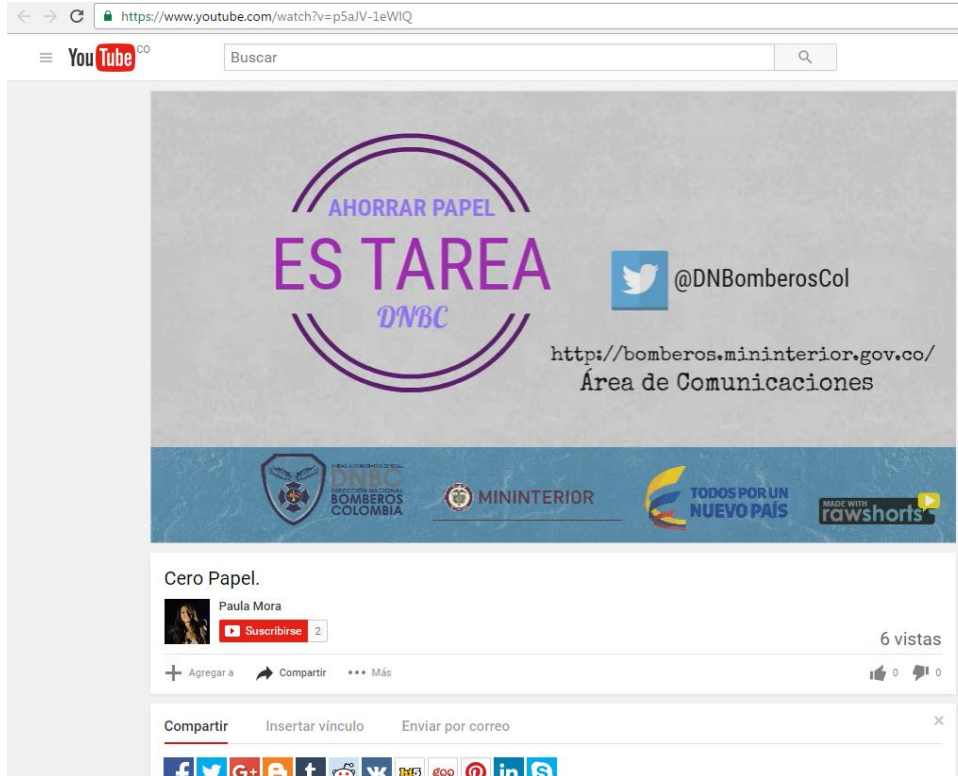 https://www.youtube.com/watch?v=p5aJV-1eWIQ
YouTube CO
Buscar
AHORRAR PAPEL
ES TAREA
DNBC
@DNBomberosCol
http://bomberos.mininterior.gov.co/
Área de Comunicaciones
DNBC
DIRECCIÓN NACIONAL
BOMBEROS
COLOMBIA
MININTERIOR
TODOS POR UN
NUEVO PAÍS
MADE WITH
rawshorts
Cero Papel.
Paula Mora
Suscribirse 2
6 vistas
Agregar a Compartir Más
0 0
Compartir Insertar vínculo Enviar por correo